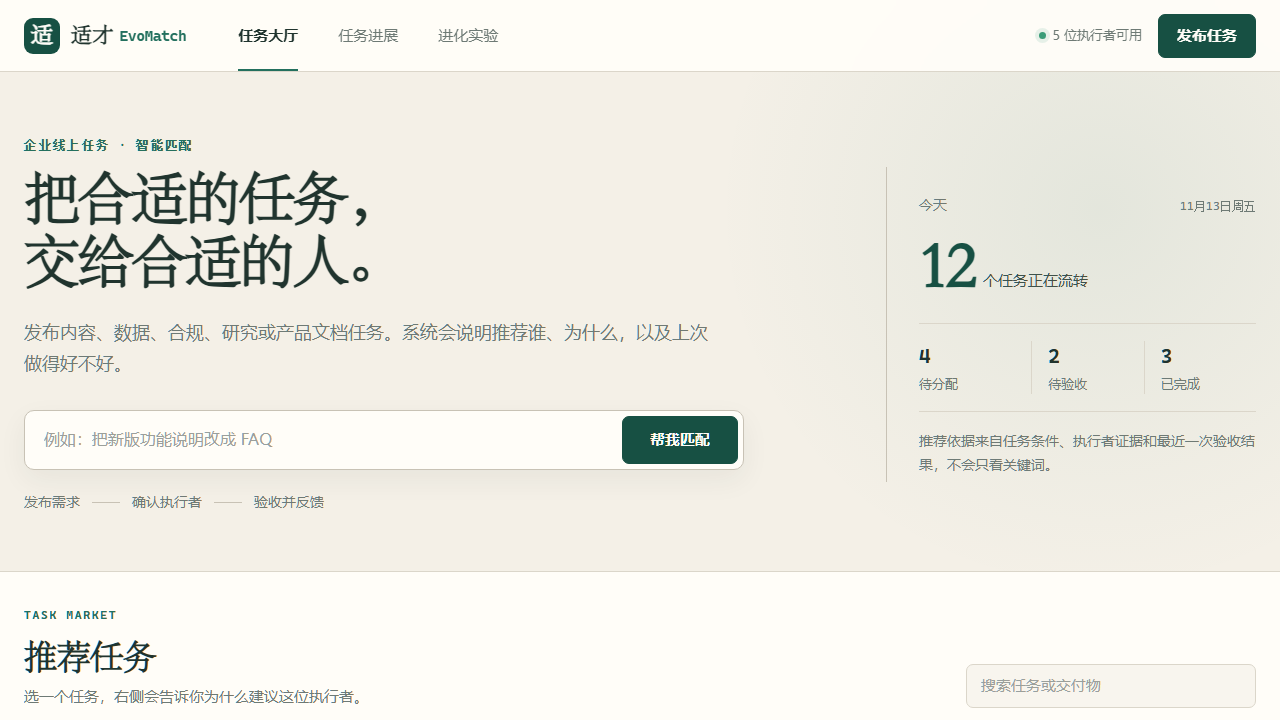 适 适才 EvoMatch 任务大厅 任务进展 进化实验 5 位执行者可用 发布任务
企业线上任务 · 智能匹配
把合适的任务，
交给合适的人。
发布内容、数据、合规、研究或产品文档任务。系统会说明推荐谁、为什么，以及上次
做得好不好。
例如：把新版功能说明改成 FAQ 帮我匹配
发布需求 确认执行者 验收并反馈
今天 11月13日周五
12 个任务正在流转
4 2 3
待分配 待验收 已完成
推荐依据来自任务条件、执行者证据和最近一次验收结
果，不会只看关键词。
TASK MARKET
推荐任务
选一个任务，右侧会告诉你为什么建议这位执行者。
搜索任务或交付物